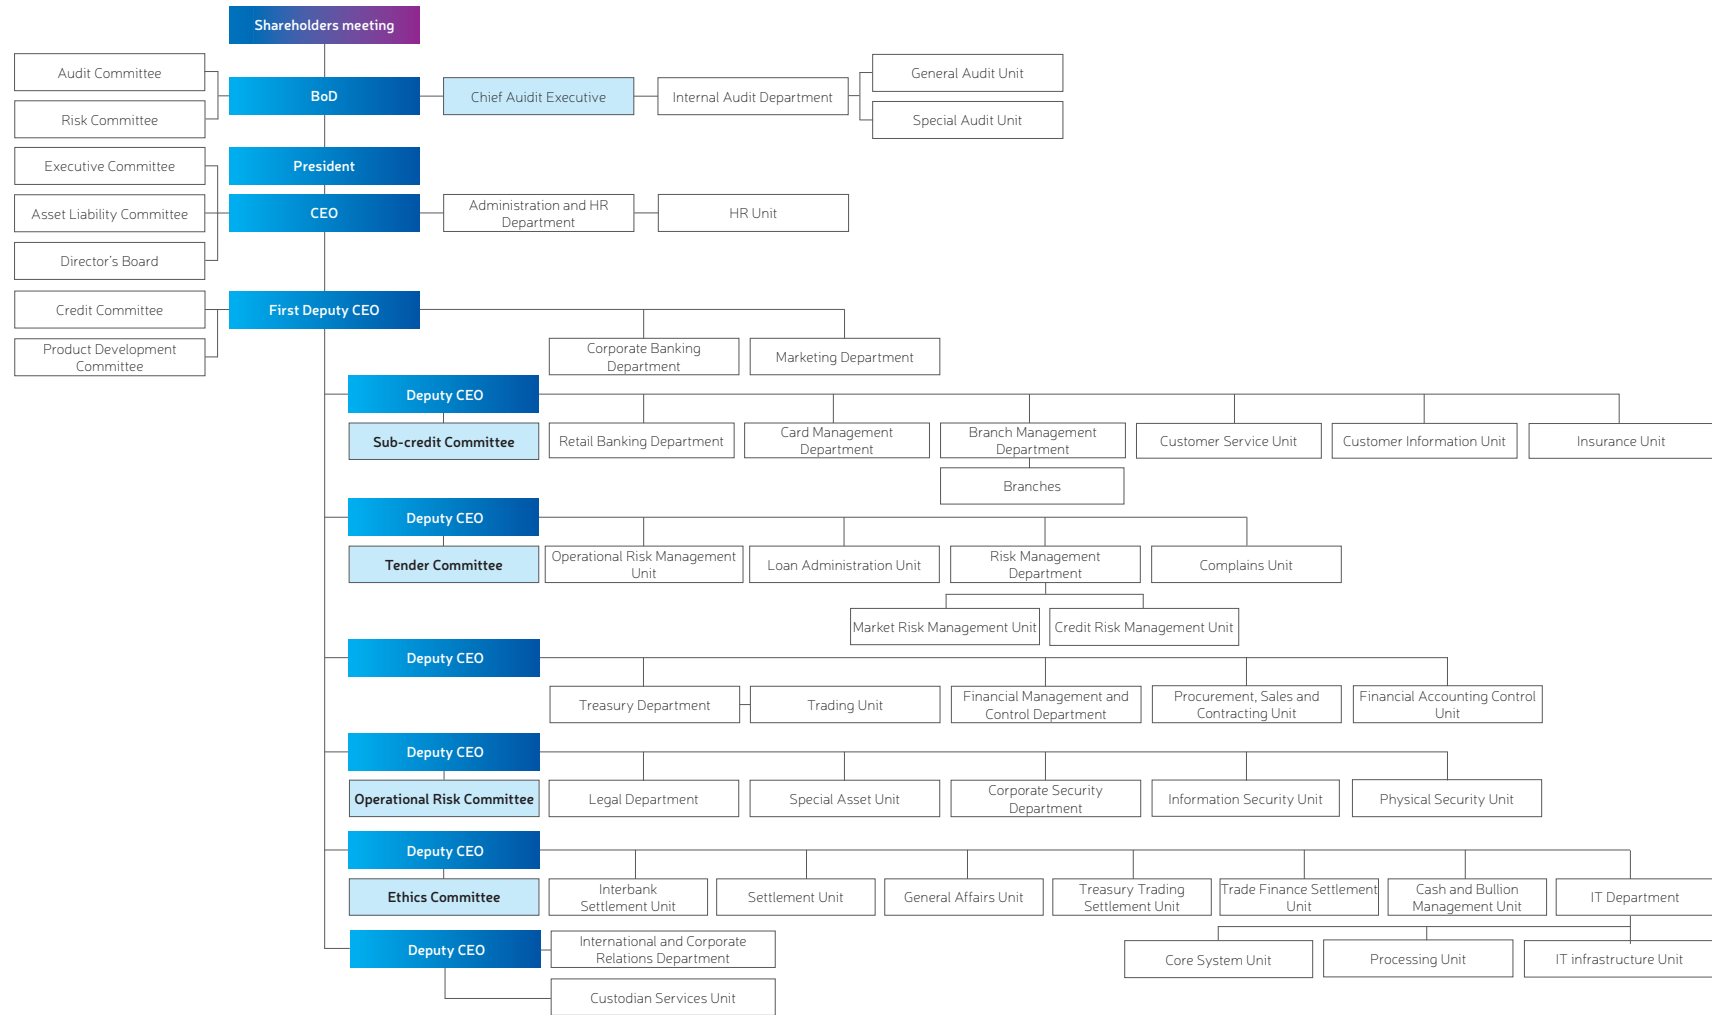 Shareholders meeting
Audit Committee
Risk Committee
BoD
Chief Auidit Executive
Internal Audit Department
General Audit Unit
Special Audit Unit
President
Executive Committee
Asset Liability Committee
Director's Board
CEO
Administration and HR
Department
HR Unit
First Deputy CEO
Credit Committee
Product Development
Committee
Corporate Banking
Department
Marketing Department
Deputy CEO
Sub-credit Committee
Retail Banking Department
Card Management
Department
Branch Management
Department
Customer Service Unit
Customer Information Unit
Insurance Unit
Branches
Deputy CEO
Tender Committee
Operational Risk Management
Unit
Loan Administration Unit
Risk Management
Department
Complains Unit
Market Risk Management Unit
Credit Risk Management Unit
Deputy CEO
Treasury Department
Trading Unit
Financial Management and
Control Department
Procurement, Sales and
Contracting Unit
Financial Accounting Control
Unit
Deputy CEO
Operational Risk Committee
Legal Department
Special Asset Unit
Corporate Security
Department
Information Security Unit
Physical Security Unit
Deputy CEO
Ethics Committee
Interbank
Settlement Unit
Settlement Unit
General Affairs Unit
Treasury Trading
Settlement Unit
Trade Finance Settlement
Unit
Cash and Bullion
Management Unit
IT Department
Core System Unit
Processing Unit
IT infrastructure Unit
Deputy CEO
International and Corporate
Relations Department
Custodian Services Unit